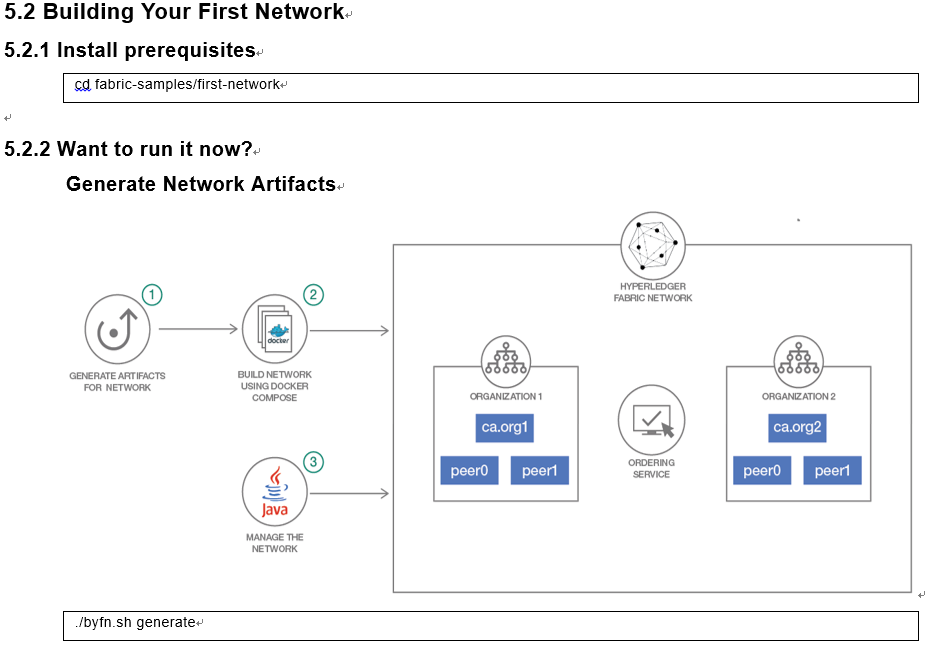 5.2 Building Your First Network
5.2.1 Install prerequisites
cd fabric-samples/first-network
5.2.2 Want to run it now?
Generate Network Artifacts
HYPERLEDGER
FABRIC NETWORK
1
2
docter
GENERATE ARTIFACTS
FOR NETWORK
BUILD NETWORK
USING DOCKER
COMPOSE
ORGANIZATION 1
ca.org1
peer0 peer1
ORDERING
SERVICE
ORGANIZATION 2
ca.org2
peer0 peer1
3
Java
MANAGE THE
NETWORK
./byfn.sh generate